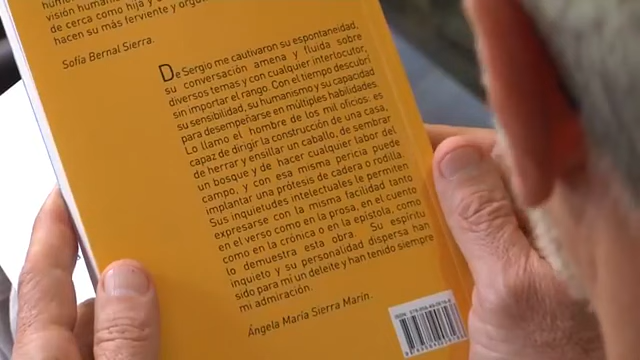 visión humani
de cerca como hija y
hacen su más ferviente y orgu
Sofía Bernal Sierra.
De Sergio me cautivaron su espontaneidad,
su conversación amena y fluida sobre
diversos temas y con cualquier interlocutor,
sin importar el rango. Con el tiempo descubrí
su sensibilidad, su humanismo y su capacidad
para desempeñarse en múltiples habilidades.
Lo llamo el hombre de los mil oficios: es
capaz de dirigir la construcción de una casa,
de herrar y ensillar un caballo, de sembrar
un bosque y de hacer cualquier labor del
campo, y con esa misma pericia puede
implantar una prótesis de cadera o rodilla.
Sus inquietudes intelectuales le permiten
expresarse con la misma facilidad tanto
en el verso como en la prosa, en el cuento
como en la crónica o en la epístola, como
lo demuestra esta obra. Su espíritu
inquieto y su personalidad dispersa han
sido para mí un deleite y han tenido siempre
mi admiración.
Ángela María Sierra Marín.